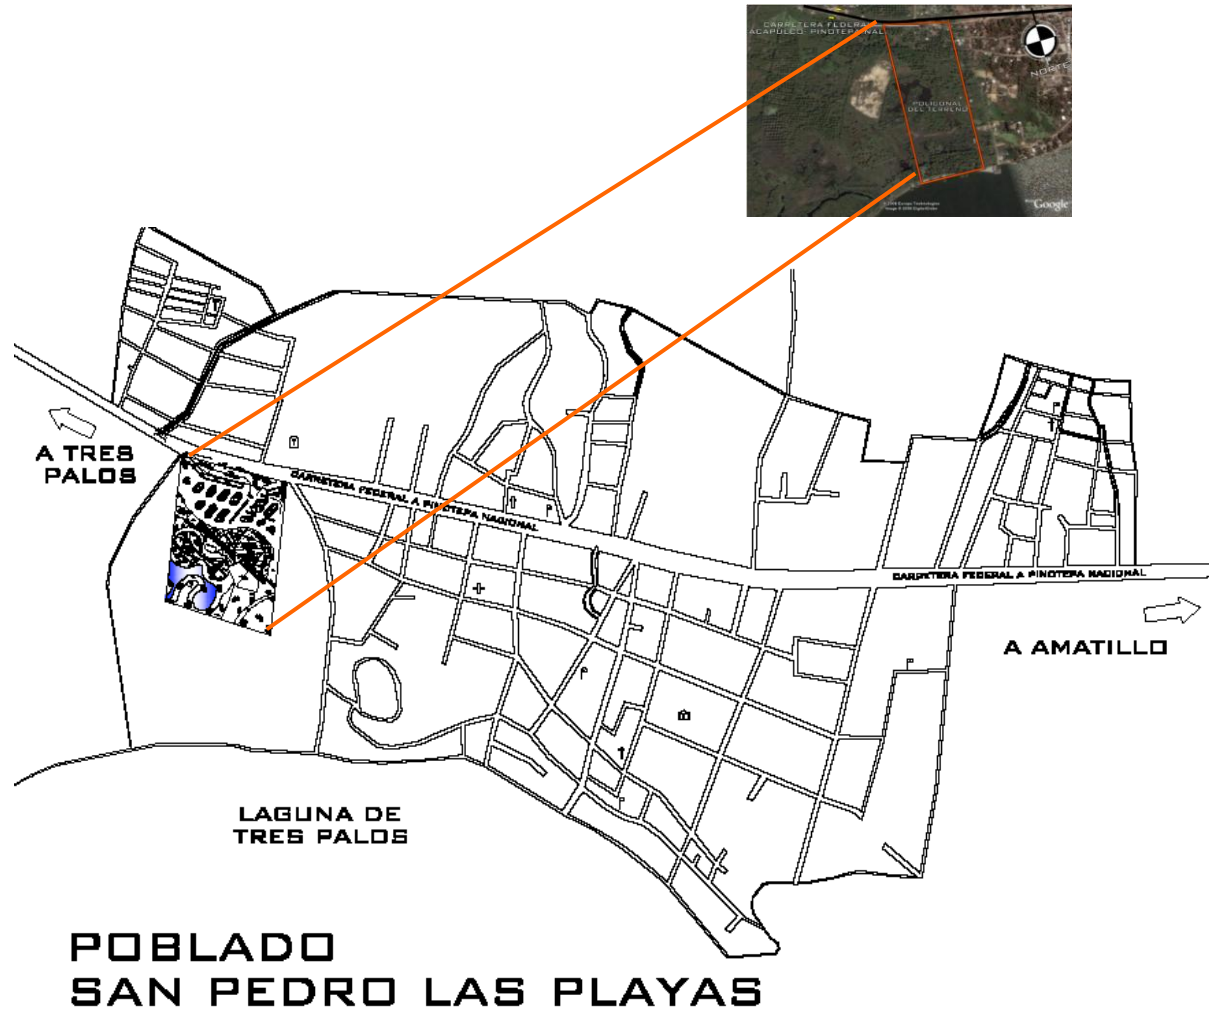 CARRETERA FEDERAL
ACAPULCO- PINOTEPA NAL
NORTE
POLIGONAL
DEL TERRENO
Google
A TRES
PALOS
CARRETERA FEDERAL A PINOTEPA NACIONAL
CARRETERA FEDERAL A PINOTEPA NACIONAL
A AMATILLO
LAGUNA DE
TRES PALOS
POBLADO
SAN PEDRO LAS PLAYAS